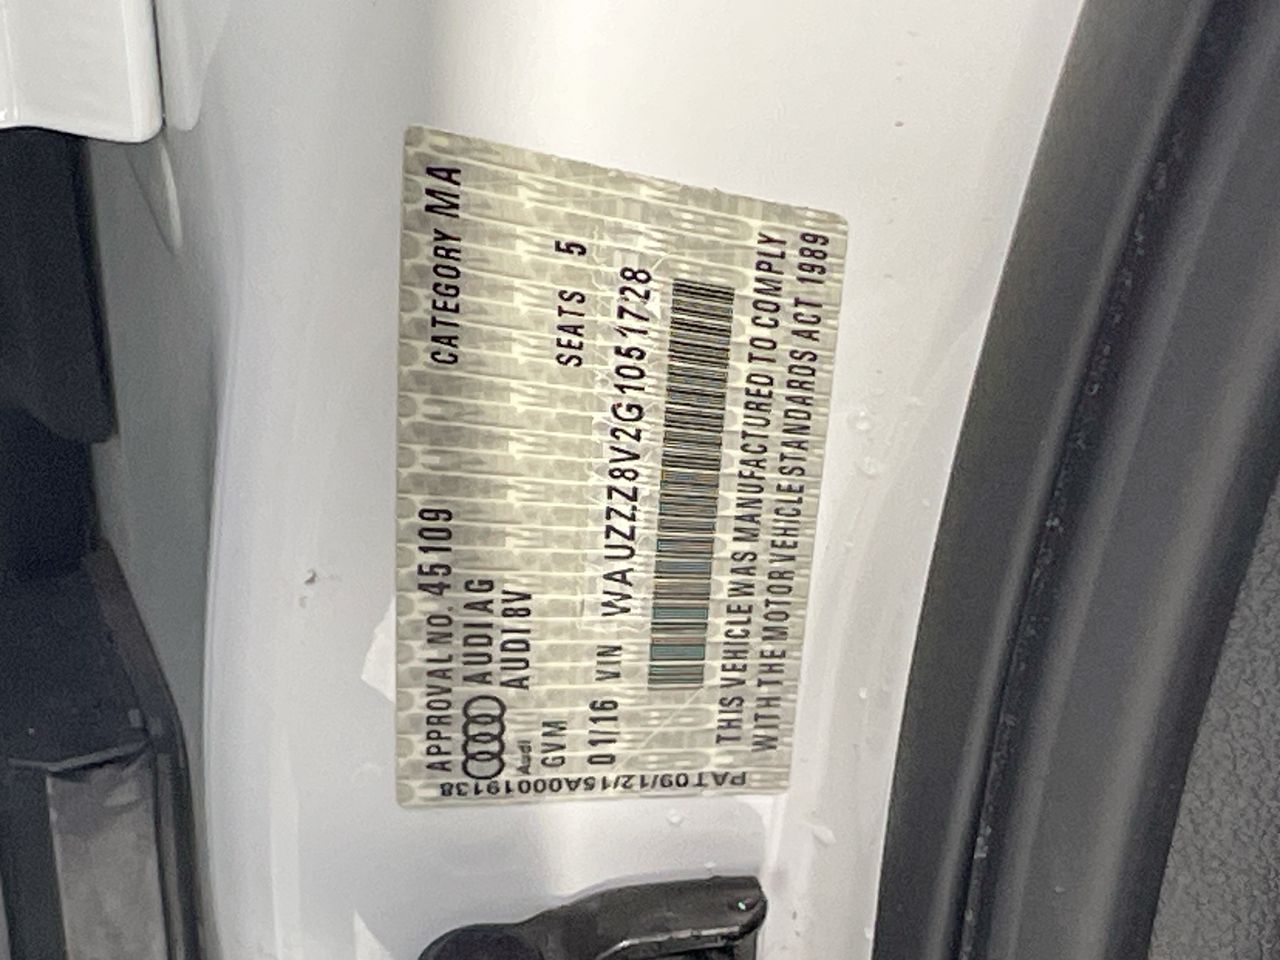 APPROVAL NO. 45109 CATEGORY MA
AUDI AG
AUDI 8V
Audi
GVM SEATS 5
01/16 VIN WAUZZZ8V2G1051728
THIS VEHICLE WAS MANUFACTURED TO COMPLY
WITH THE MOTOR VEHICLE STANDARDS ACT 1989
PAT09/12/15A00019138